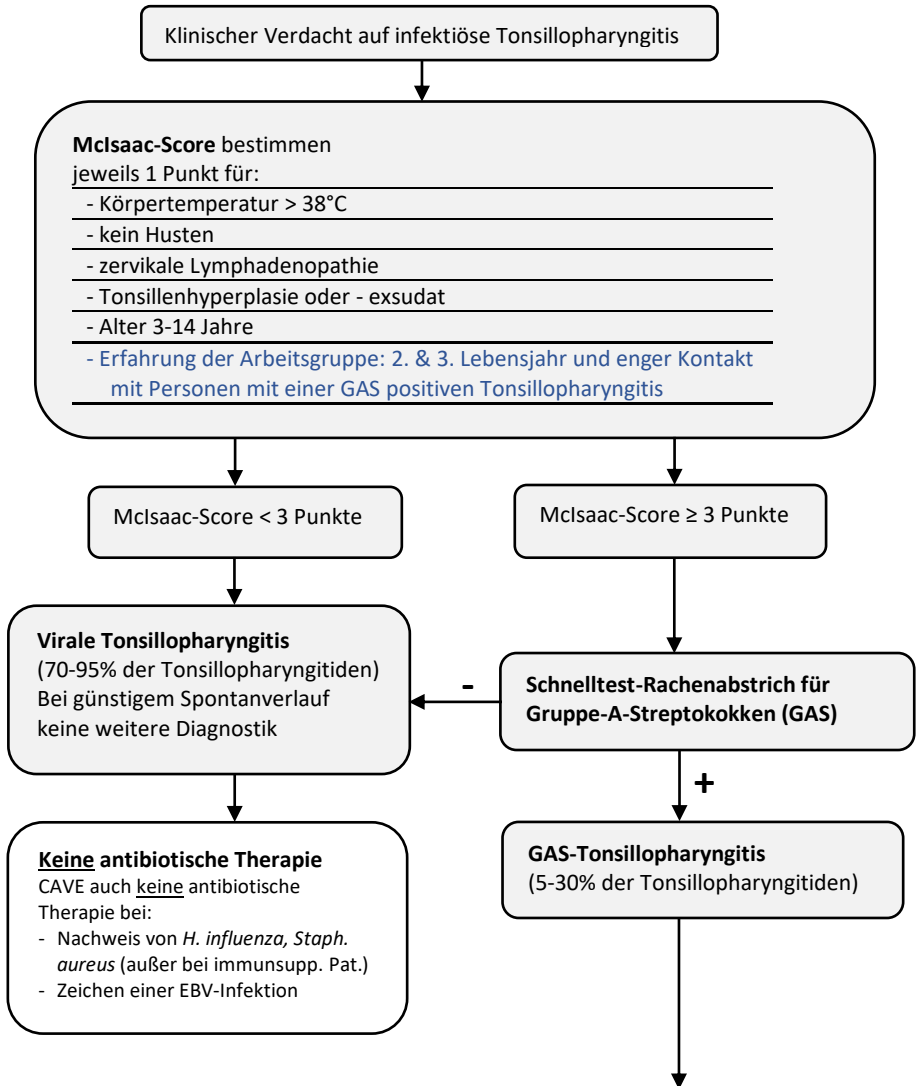 Klinischer Verdacht auf infektiöse Tonsillopharyngitis
McIsaac-Score bestimmen
jeweils 1 Punkt für:
- Körpertemperatur > 38°C
- kein Husten
- zervikale Lymphadenopathie
- Tonsillenhyperplasie oder - exsudat
- Alter 3-14 Jahre
- Erfahrung der Arbeitsgruppe: 2. & 3. Lebensjahr und enger Kontakt
mit Personen mit einer GAS positiven Tonsillopharyngitis
McIsaac-Score < 3 Punkte
McIsaac-Score ≥ 3 Punkte
Virale Tonsillopharyngitis
(70-95% der Tonsillopharyngitiden)
Bei günstigem Spontanverlauf
keine weitere Diagnostik
-
Schnelltest-Rachenabstrich für
Gruppe-A-Streptokokken (GAS)
+
Keine antibiotische Therapie
CAVE auch keine antibiotische
Therapie bei:
- Nachweis von H. influenza, Staph.
aureus (außer bei immunsupp. Pat.)
- Zeichen einer EBV-Infektion
GAS-Tonsillopharyngitis
(5-30% der Tonsillopharyngitiden)